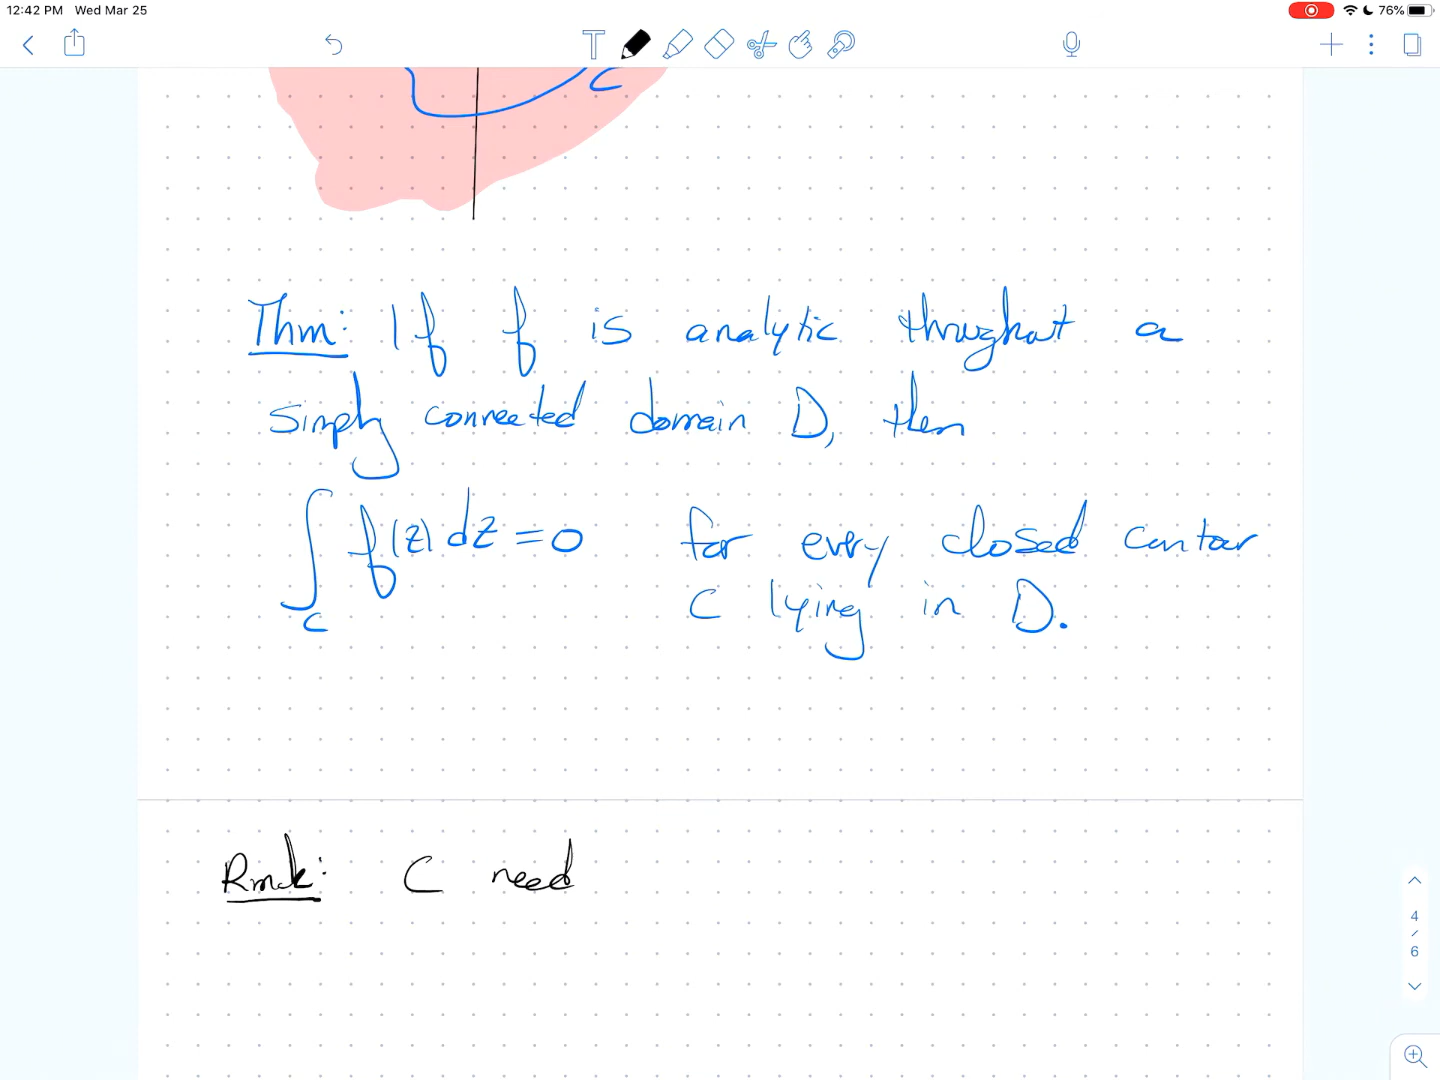 12:42 PM Wed Mar 25
76%
T
C
Thm: If f is analytic throughout a
simply connected domain D, then
∫_C f(z) dz = 0 for every closed contour
C lying in D.
Rmk: C need
4
/
6